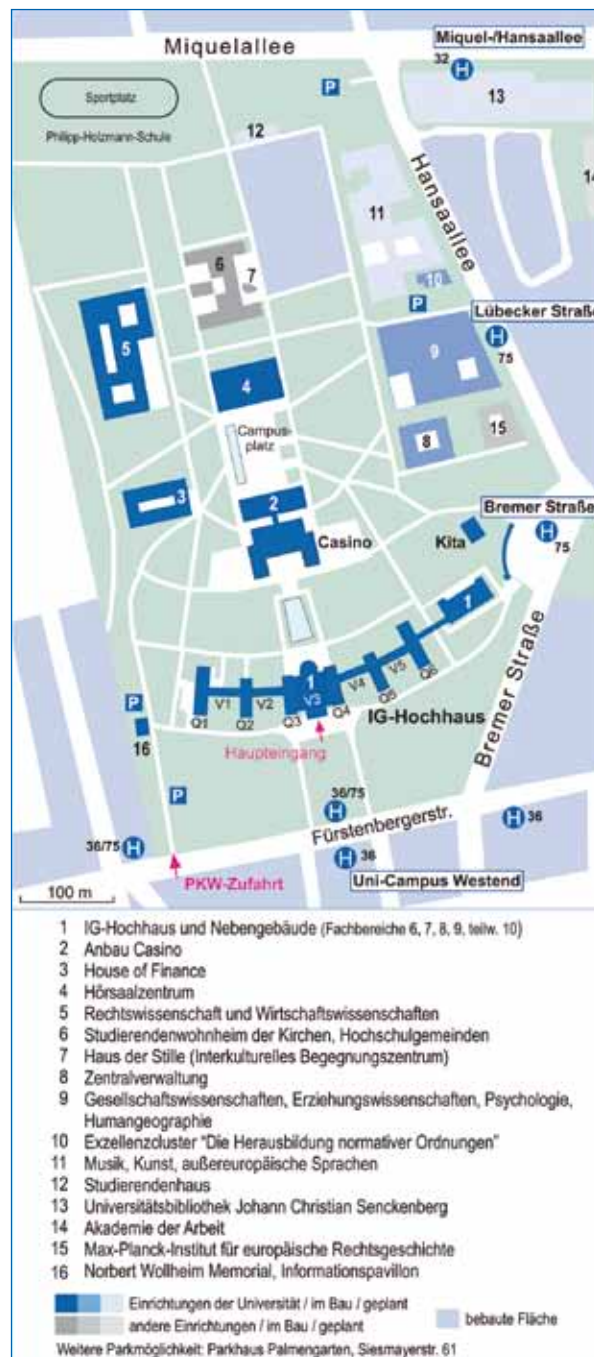 Miquelallee
Miquel-/Hansaallee
32
H
13
Sportplatz
P
Philipp-Holzmann-Schule
12
14
11
Hansaallee
6
7
10
P
Lübecker Straße
5
9
H
75
4
8
15
Campus-
platz
3
2
Bremer Straße
Casino
Kita
H
75
1
Bremer Straße
1
V1
V2
V3
V4
V5
Q1
Q2
Q3
Q4
Q5
Q6
IG-Hochhaus
P
16
Haupteingang
P
36/75
H
Fürstenbergerstr.
H
36
36/75
H
H
36
PKW-Zufahrt
Uni-Campus Westend
100 m
1 IG-Hochhaus und Nebengebäude (Fachbereiche 6, 7, 8, 9, teilw. 10)
2 Anbau Casino
3 House of Finance
4 Hörsaalzentrum
5 Rechtswissenschaft und Wirtschaftswissenschaften
6 Studierendenwohnheim der Kirchen, Hochschulgemeinden
7 Haus der Stille (Interkulturelles Begegnungszentrum)
8 Zentralverwaltung
9 Gesellschaftswissenschaften, Erziehungswissenschaften, Psychologie,
Humangeographie
10 Exzellenzcluster "Die Herausbildung normativer Ordnungen"
11 Musik, Kunst, außereuropäische Sprachen
12 Studierendenhaus
13 Universitätsbibliothek Johann Christian Senckenberg
14 Akademie der Arbeit
15 Max-Planck-Institut für europäische Rechtsgeschichte
16 Norbert Wollheim Memorial, Informationspavillon
Einrichtungen der Universität / im Bau / geplant
andere Einrichtungen / im Bau / geplant
bebaute Fläche
Weitere Parkmöglichkeit: Parkhaus Palmengarten, Siesmayerstr. 61